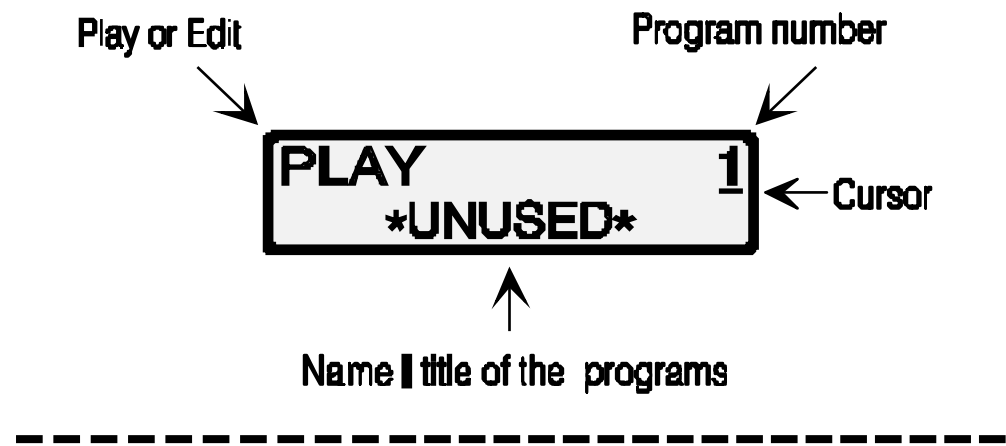 Play or Edit
Program number
PLAY 1
Cursor
*UNUSED*
Name / title of the programs